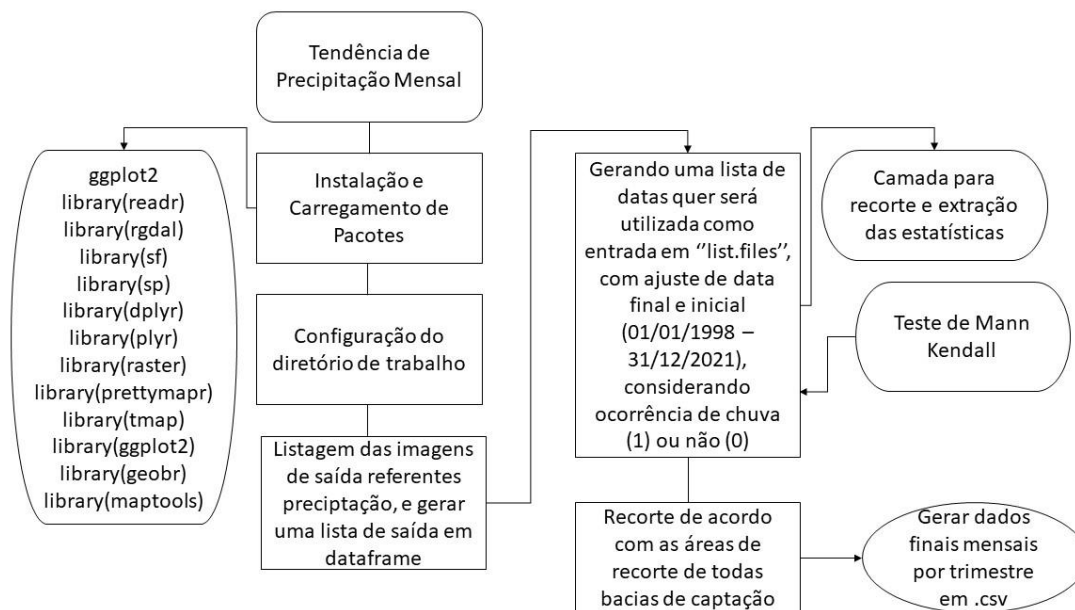 Tendência de
Precipitação Mensal
ggplot2
library(readr)
library(rgdal)
library(sf)
library(sp)
library(dplyr)
library(plyr)
library(raster)
library(prettymapr)
library(tmap)
library(ggplot2)
library(geobr)
library(maptools)
Instalação e
Carregamento de
Pacotes
Configuração do
diretório de trabalho
Listagem das imagens
de saída referentes
preciptação, e gerar
uma lista de saída em
dataframe
Gerando uma lista de
datas quer será
utilizada como
entrada em ‘’list.files’’,
com ajuste de data
final e inicial
(01/01/1998 –
31/12/2021),
considerando
ocorrência de chuva
(1) ou não (0)
Camada para
recorte e extração
das estatísticas
Teste de Mann
Kendall
Recorte de acordo
com as áreas de
recorte de todas
bacias de captação
Gerar dados
finais mensais
por trimestre
em .csv